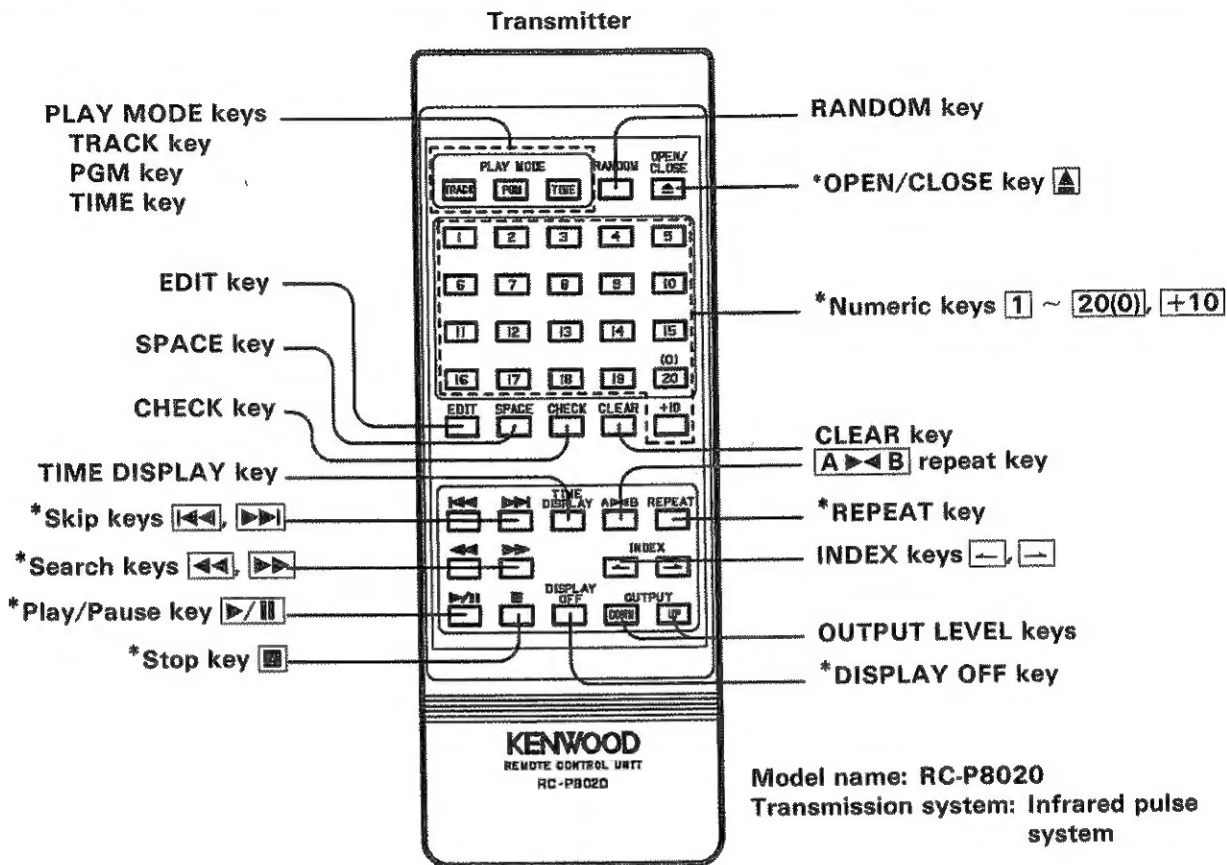 Transmitter
PLAY MODE keys
TRACK key
PGM key
TIME key
EDIT key
SPACE key
CHECK key
TIME DISPLAY key
*Skip keys |◀◀, ▶▶|
*Search keys ◀◀, ▶▶
*Play/Pause key ▶/II
*Stop key ■
PLAY MODE
TRACK PGM TIME
RANDOM
OPEN/
CLOSE
▲
1 2 3 4 5
6 7 8 9 10
11 12 13 14 15
(0)
16 17 18 19 20
EDIT SPACE CHECK CLEAR +10
|◀◀ ▶▶| TIME DISPLAY A▶◀B REPEAT
◀◀ ▶▶ INDEX
▶/II ■ DISPLAY OFF OUTPUT
DOWN UP
KENWOOD
REMOTE CONTROL UNIT
RC-P8020
RANDOM key
*OPEN/CLOSE key ▲
*Numeric keys 1 ~ 20(0), +10
CLEAR key
A▶◀B repeat key
*REPEAT key
INDEX keys ←, →
OUTPUT LEVEL keys
*DISPLAY OFF key
Model name: RC-P8020
Transmission system: Infrared pulse
system